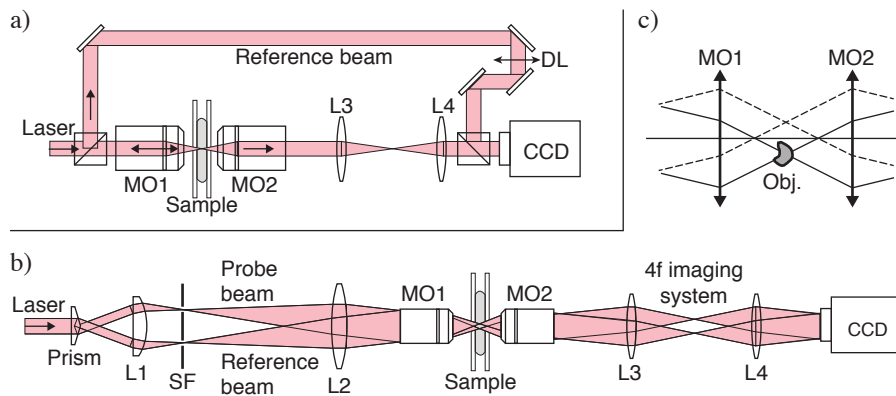 a)
Reference beam
DL
Laser
L3
L4
MO1
MO2
CCD
Sample
c)
MO1
MO2
Obj.
b)
Laser
Probe
beam
MO1
MO2
4f imaging
system
CCD
Prism
L1
SF
Reference
beam
L2
Sample
L3
L4